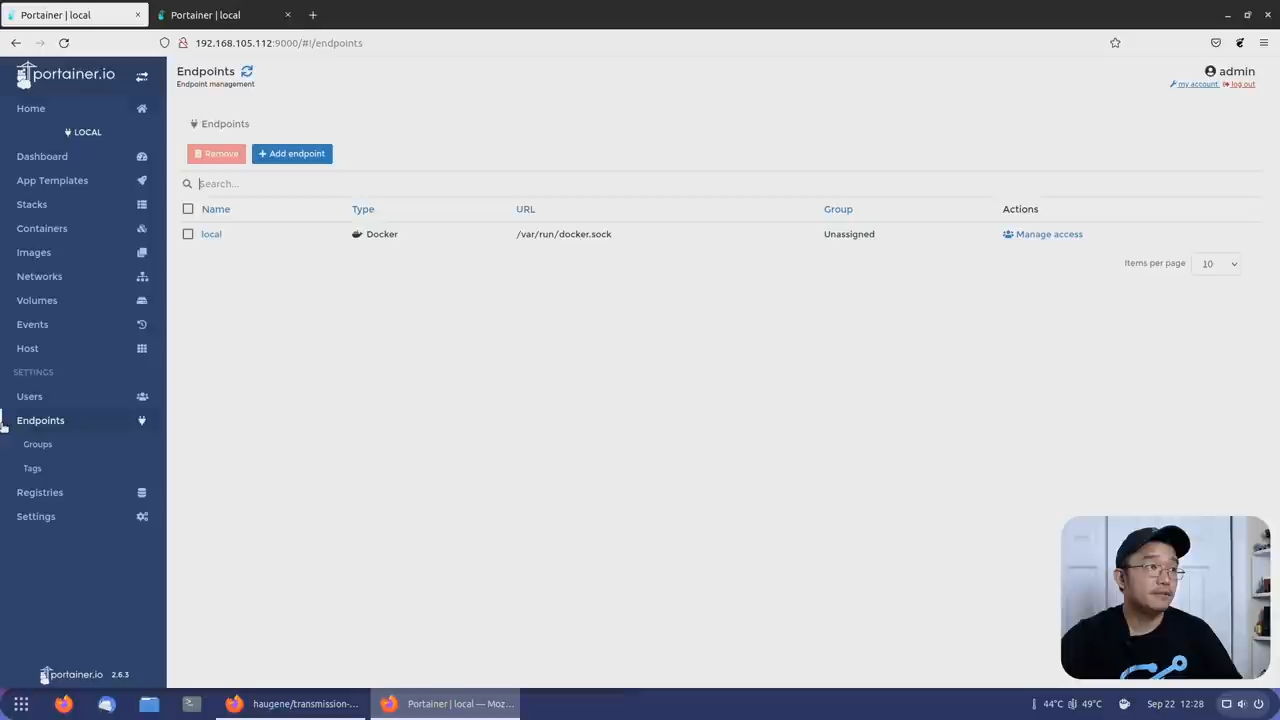 Portainer | local
Portainer | local
192.168.105.112:9000/#!/endpoints
portainer.io
Home
LOCAL
Dashboard
App Templates
Stacks
Containers
Images
Networks
Volumes
Events
Host
SETTINGS
Users
Endpoints
Groups
Tags
Registries
Settings
portainer.io 2.6.3
Endpoints
Endpoint management
admin
my account log out
Endpoints
Remove
Add endpoint
Search...
Name Type URL Group Actions
local Docker /var/run/docker.sock Unassigned Manage access
Items per page 10
haugene/transmission-...
Portainer | local — Moz...
44°C 49°C Sep 22 12:28